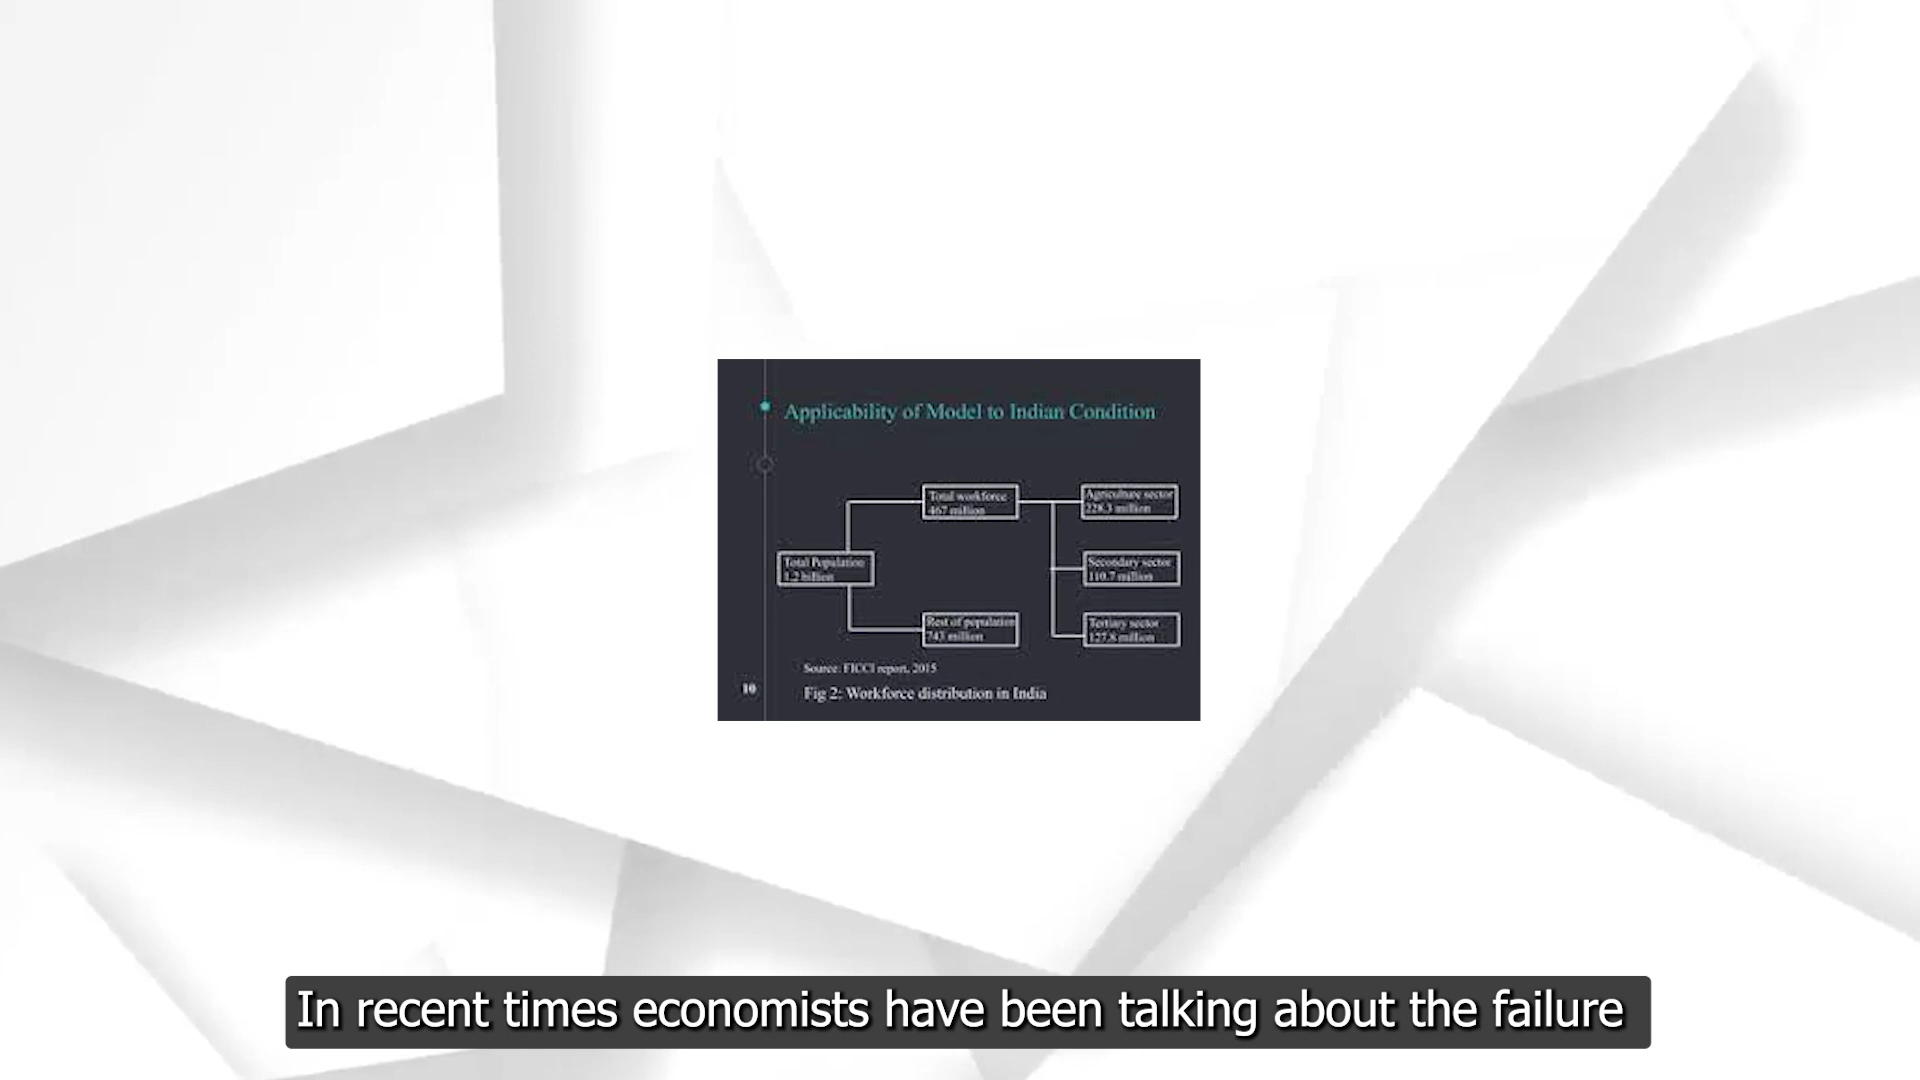 Applicability of Model to Indian Condition
Total workforce
467 million
Agriculture sector
228.3 million
Total Population
1.2 billion
Secondary sector
110.7 million
Rest of population
743 million
Tertiary sector
127.8 million
Source: FICCI report, 2015
10
Fig 2: Workforce distribution in India
In recent times economists have been talking about the failure